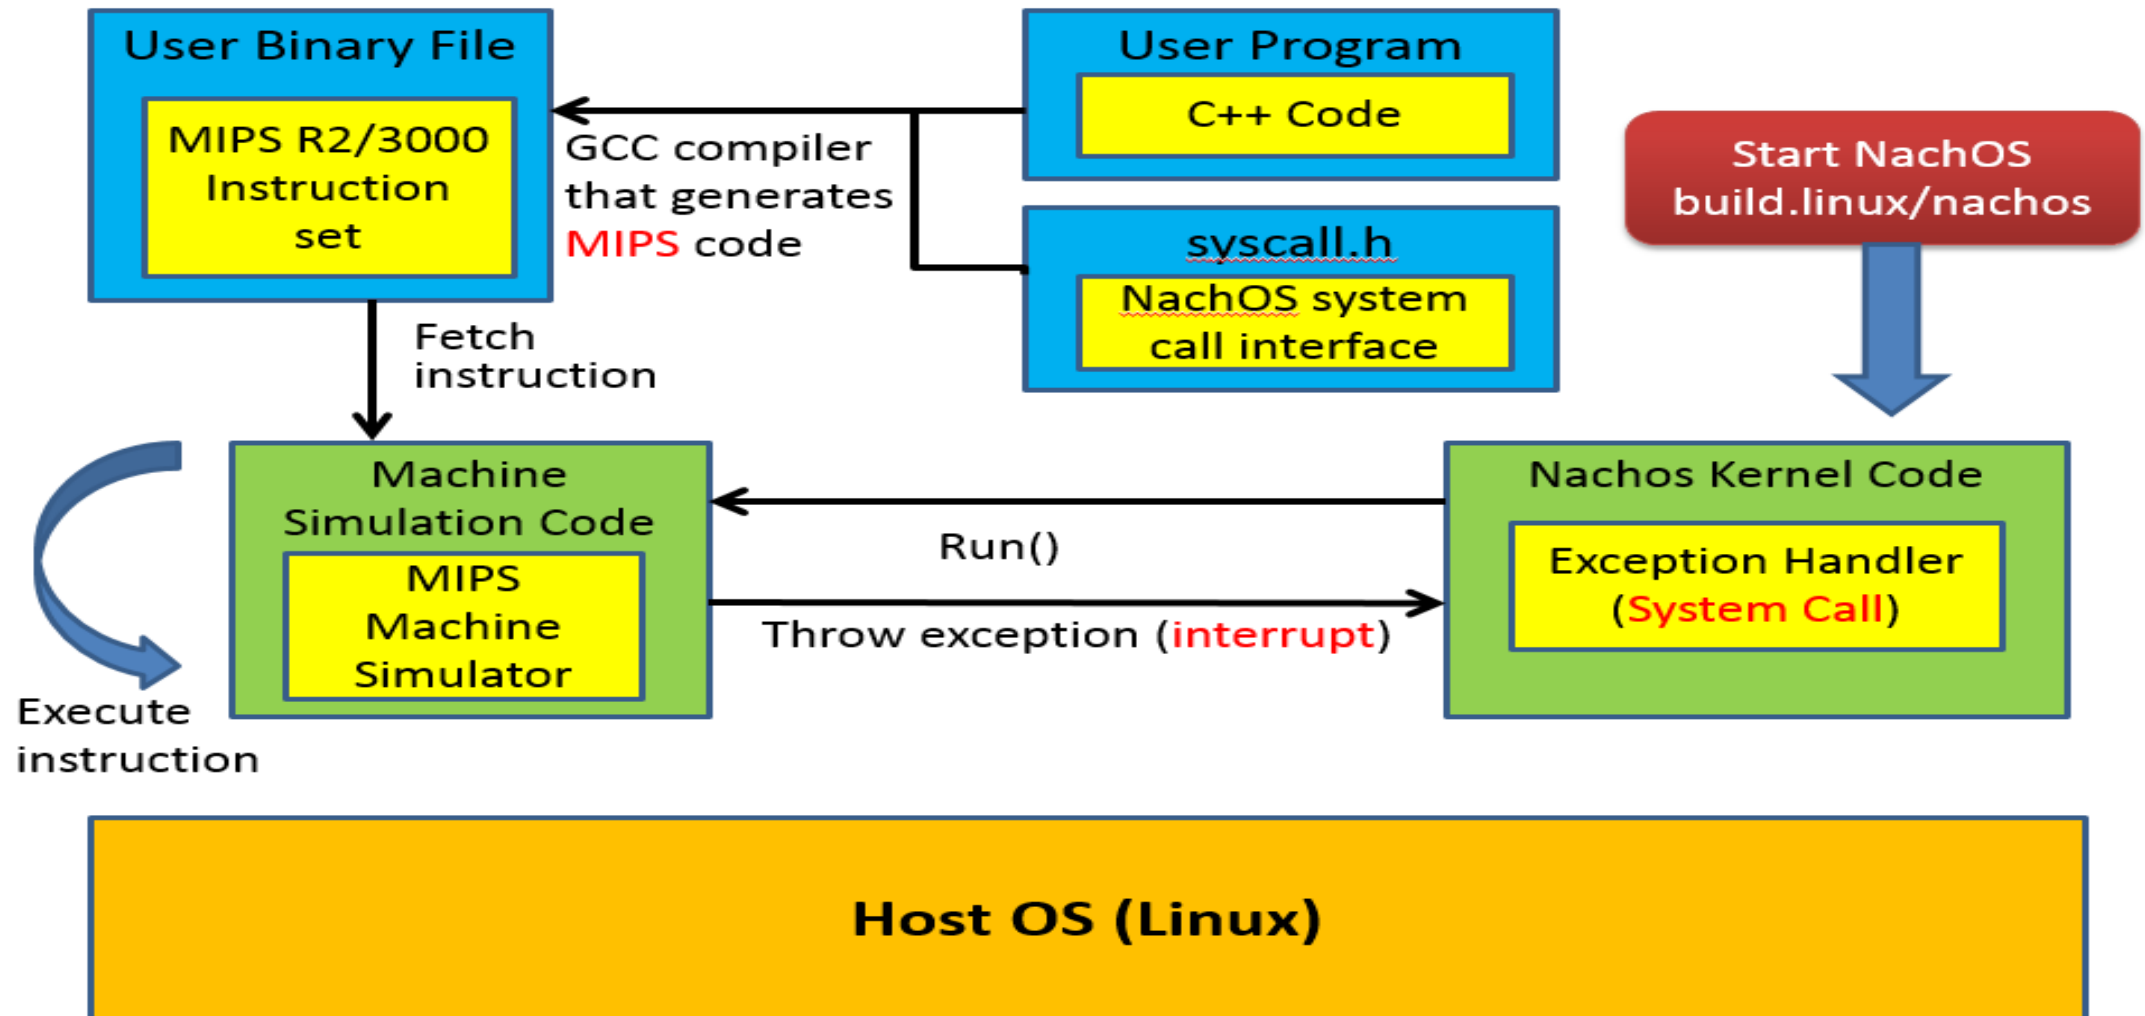 User Binary File
MIPS R2/3000
Instruction
set
GCC compiler
that generates
MIPS code
User Program
C++ Code
syscall.h
NachOS system
call interface
Start NachOS
build.linux/nachos
Fetch
instruction
Machine
Simulation Code
MIPS
Machine
Simulator
Execute
instruction
Run()
Throw exception (interrupt)
Nachos Kernel Code
Exception Handler
(System Call)
Host OS (Linux)